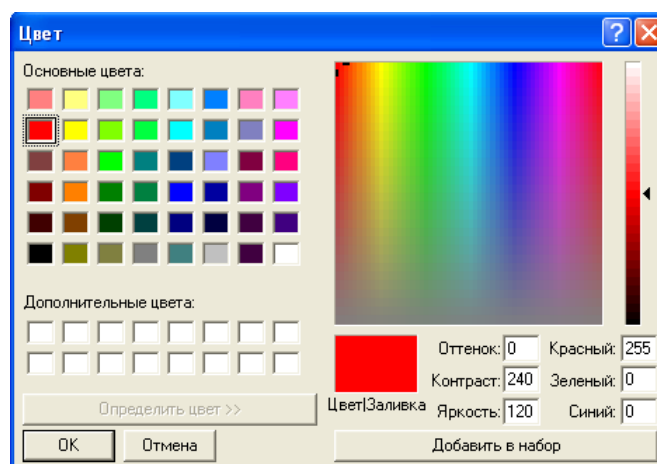 Цвет
Основные цвета:
Дополнительные цвета:
Определить цвет >>
OK
Отмена
Цвет|Заливка
Оттенок: 0
Красный: 255
Контраст: 240
Зеленый: 0
Яркость: 120
Синий: 0
Добавить в набор